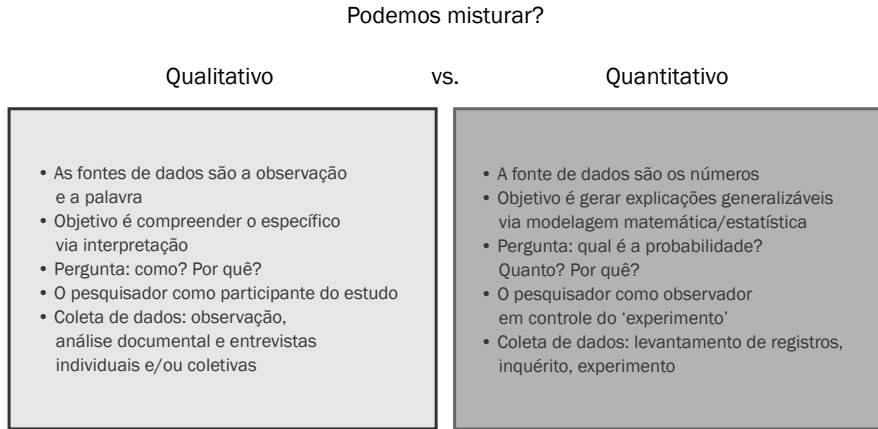 Podemos misturar?
Qualitativo vs. Quantitativo
• As fontes de dados são a observação
e a palavra
• Objetivo é compreender o específico
via interpretação
• Pergunta: como? Por quê?
• O pesquisador como participante do estudo
• Coleta de dados: observação,
análise documental e entrevistas
individuais e/ou coletivas
• A fonte de dados são os números
• Objetivo é gerar explicações generalizáveis
via modelagem matemática/estatística
• Pergunta: qual é a probabilidade?
Quanto? Por quê?
• O pesquisador como observador
em controle do ‘experimento’
• Coleta de dados: levantamento de registros,
inquérito, experimento